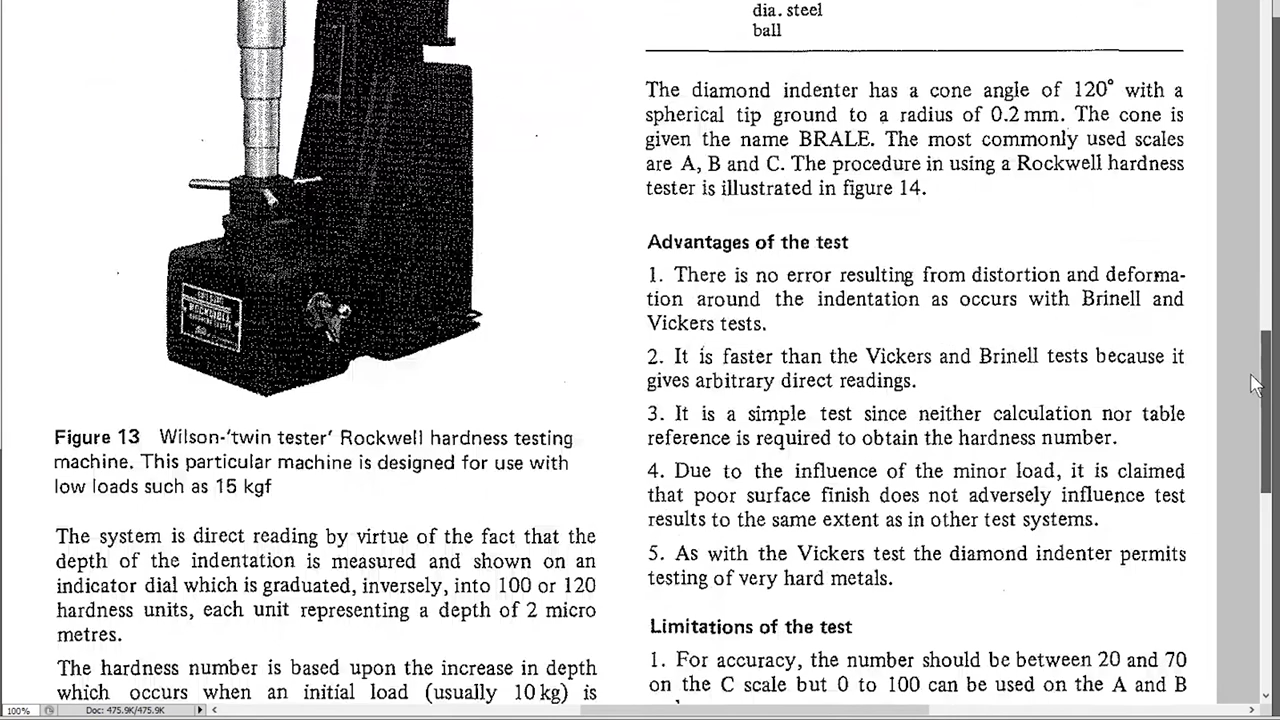 Figure 13 Wilson-'twin tester' Rockwell hardness testing
machine. This particular machine is designed for use with
low loads such as 15 kgf
The system is direct reading by virtue of the fact that the
depth of the indentation is measured and shown on an
indicator dial which is graduated, inversely, into 100 or 120
hardness units, each unit representing a depth of 2 micro
metres.
The hardness number is based upon the increase in depth
which occurs when an initial load (usually 10 kg) is
dia. steel
ball
The diamond indenter has a cone angle of 120° with a
spherical tip ground to a radius of 0.2 mm. The cone is
given the name BRALE. The most commonly used scales
are A, B and C. The procedure in using a Rockwell hardness
tester is illustrated in figure 14.
Advantages of the test
1. There is no error resulting from distortion and deforma-
tion around the indentation as occurs with Brinell and
Vickers tests.
2. It is faster than the Vickers and Brinell tests because it
gives arbitrary direct readings.
3. It is a simple test since neither calculation nor table
reference is required to obtain the hardness number.
4. Due to the influence of the minor load, it is claimed
that poor surface finish does not adversely influence test
results to the same extent as in other test systems.
5. As with the Vickers test the diamond indenter permits
testing of very hard metals.
Limitations of the test
1. For accuracy, the number should be between 20 and 70
on the C scale but 0 to 100 can be used on the A and B
ROCKWELL
100% Doc: 475.9K/475.9K